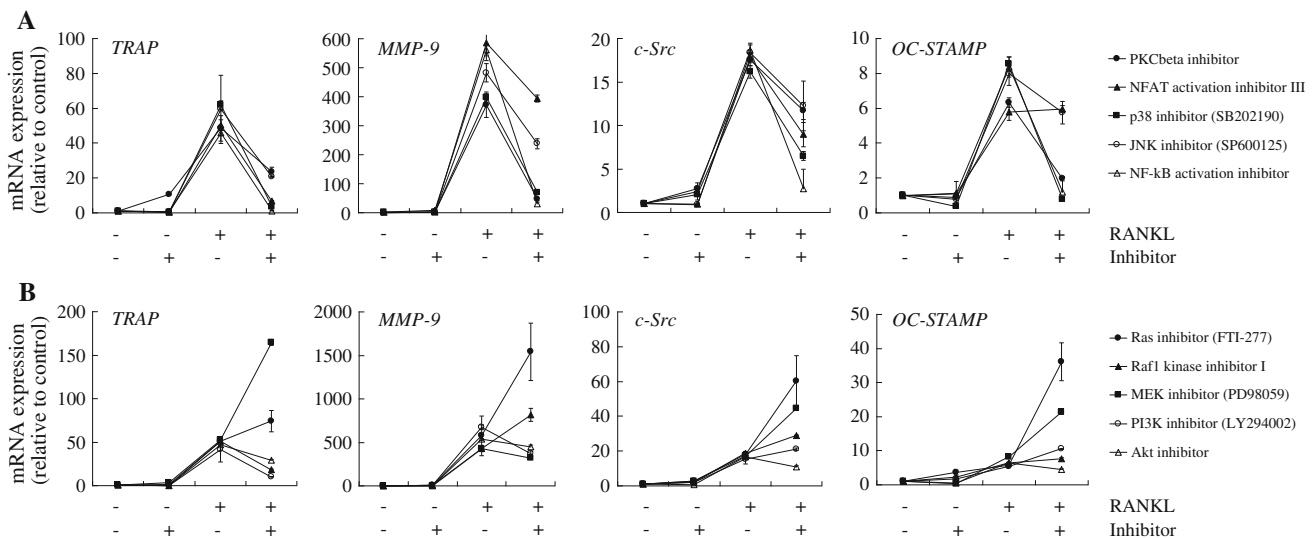 A
TRAP
MMP-9
c-Src
OC-STAMP
mRNA expression
(relative to control)
100
80
60
40
20
0
600
500
400
300
200
100
0
20
15
10
5
0
10
8
6
4
2
0
PKCbeta inhibitor
NFAT activation inhibitor III
p38 inhibitor (SB202190)
JNK inhibitor (SP600125)
NF-kB activation inhibitor
- - + + - - + + - - + + - - + + RANKL
- + - + - + - + - + - + - + - + Inhibitor
B
TRAP
MMP-9
c-Src
OC-STAMP
mRNA expression
(relative to control)
200
150
100
50
0
2000
1500
1000
500
0
100
80
60
40
20
0
50
40
30
20
10
0
Ras inhibitor (FTI-277)
Raf1 kinase inhibitor I
MEK inhibitor (PD98059)
PI3K inhibitor (LY294002)
Akt inhibitor
- - + + - - + + - - + + - - + + RANKL
- + - + - + - + - + - + - + - + Inhibitor